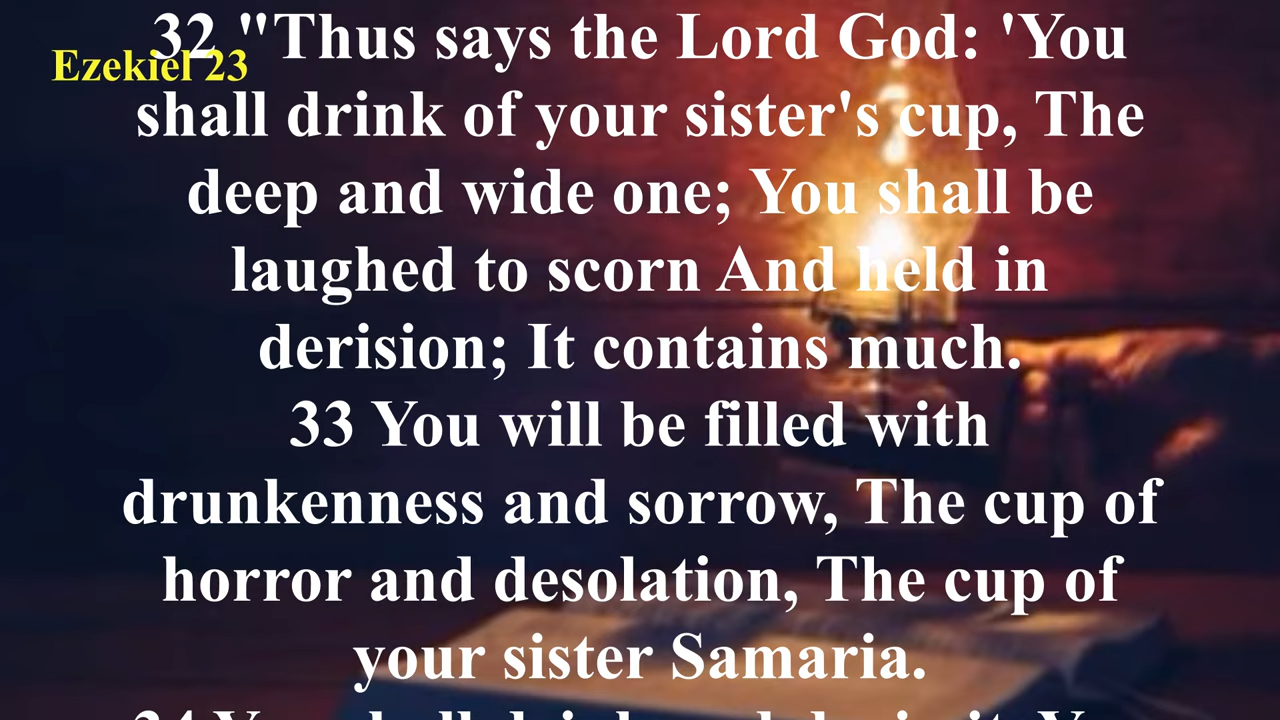 Ezekiel 23
32 "Thus says the Lord God: 'You
shall drink of your sister's cup, The
deep and wide one; You shall be
laughed to scorn And held in
derision; It contains much.
33 You will be filled with
drunkenness and sorrow, The cup of
horror and desolation, The cup of
your sister Samaria.